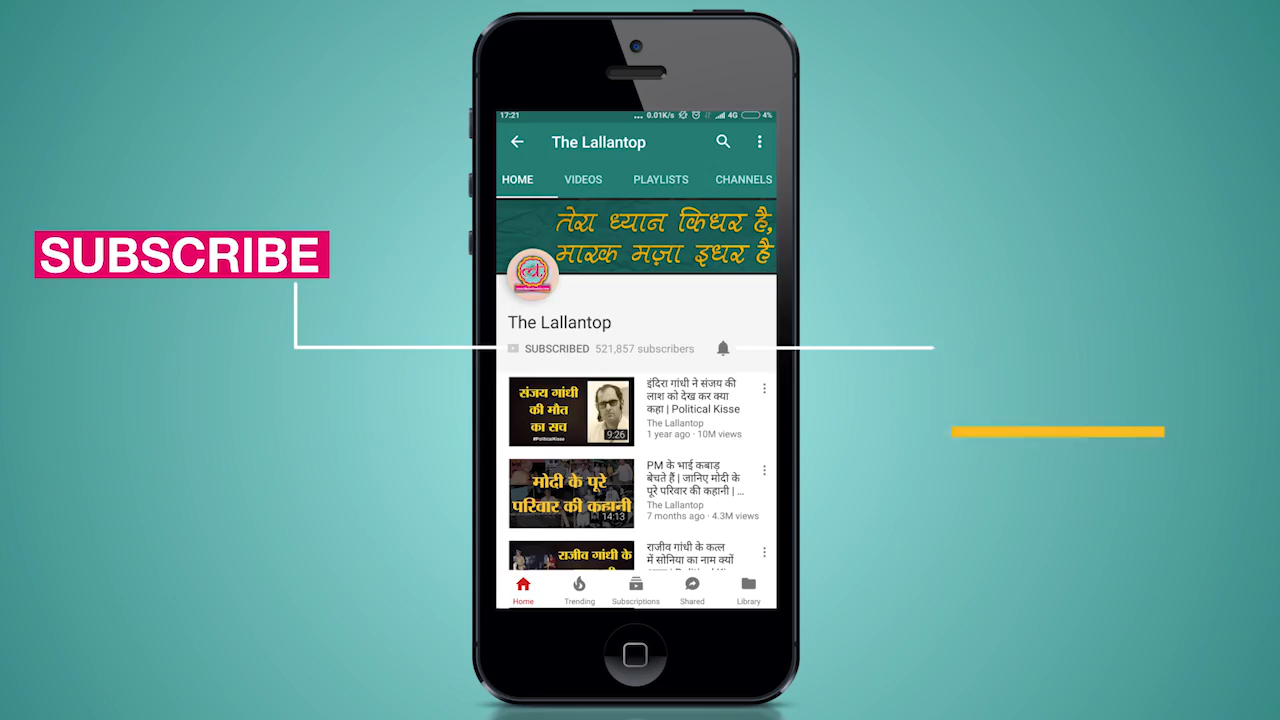 SUBSCRIBE
17:21 ... 0.01K/s 4G 4%
The Lallantop
HOME VIDEOS PLAYLISTS CHANNELS
तेरा ध्यान किधर है,
मारक मज़ा इधर है
The Lallantop
SUBSCRIBED 521,857 subscribers
संजय गांधी
की मौत
का सच
#PoliticalKisse
9:26
इंदिरा गांधी ने संजय की
लाश को देख कर क्या
कहा | Political Kisse
The Lallantop
1 year ago · 10M views
मोदी के पूरे
परिवार की कहानी
14:13
PM के भाई कबाड़
बेचते हैं | जानिए मोदी के
पूरे परिवार की कहानी | ...
The Lallantop
7 months ago · 4.3M views
राजीव गांधी के
राजीव गांधी के कत्ल
में सोनिया का नाम क्यों
Home Trending Subscriptions Shared Library